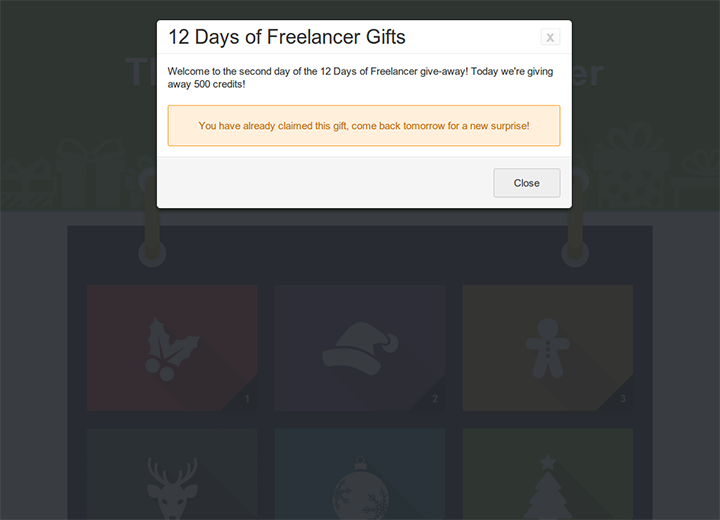 12 Days of Freelancer Gifts
x
Welcome to the second day of the 12 Days of Freelancer give-away! Today we're giving
away 500 credits!
You have already claimed this gift, come back tomorrow for a new surprise!
Close
1
2
3